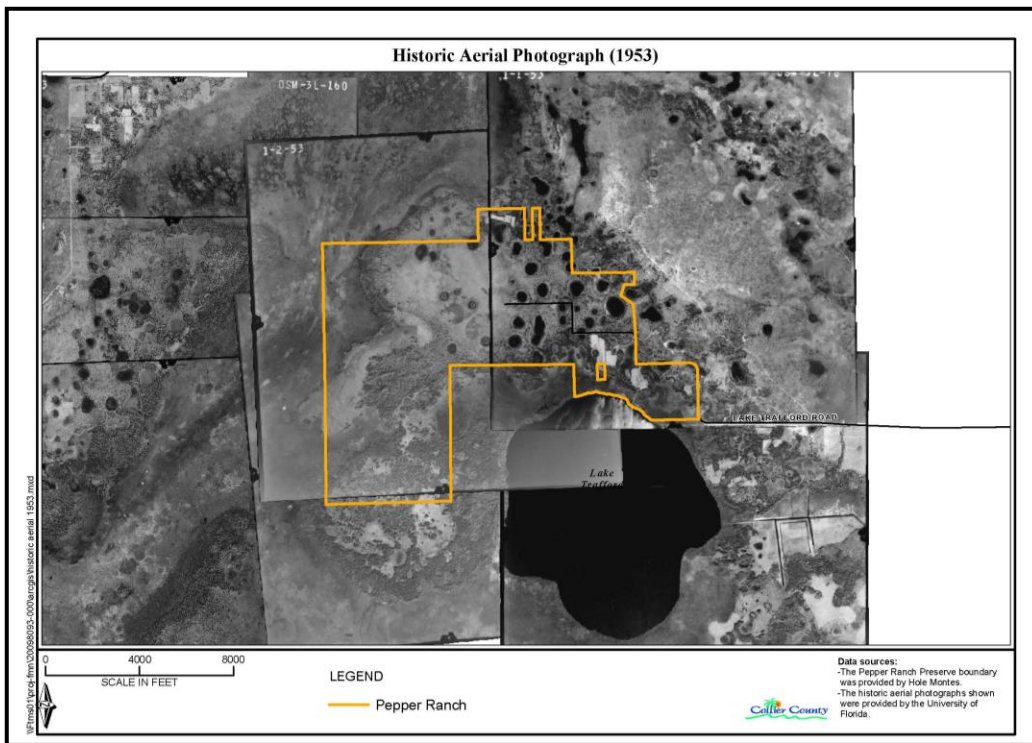 Historic Aerial Photograph (1953)
DSM-3L-160
1-1-53
1-2-53
LAKE TRAFFORD ROAD
Lake
Trafford
0 4000 8000
SCALE IN FEET
LEGEND
Pepper Ranch
Collier County
Data sources:
-The Pepper Ranch Preserve boundary
was provided by Hole Montes.
-The historic aerial photographs shown
were provided by the University of
Florida.